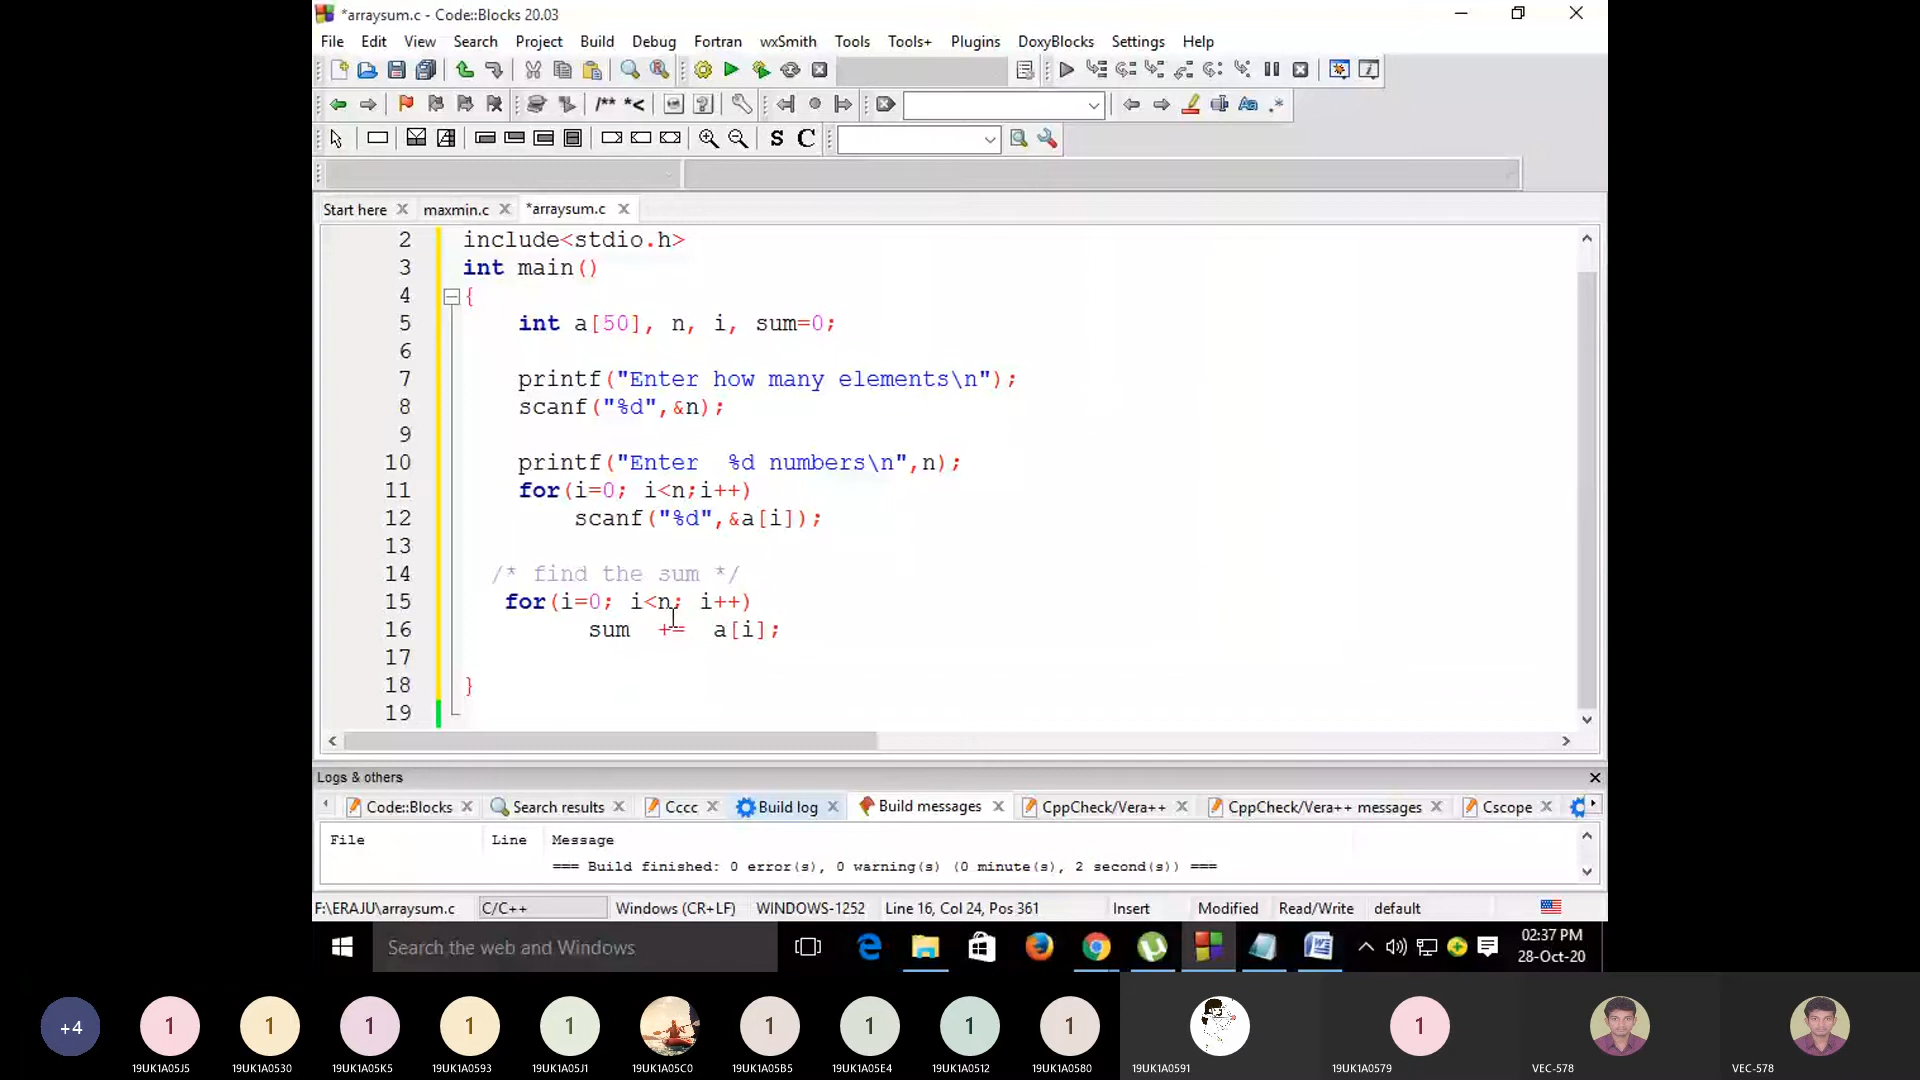 *arraysum.c - Code::Blocks 20.03
File Edit View Search Project Build Debug Fortran wxSmith Tools Tools+ Plugins DoxyBlocks Settings Help
/** *<
S C
Start here maxmin.c *arraysum.c
2 include<stdio.h>
3 int main()
4 {
5 int a[50], n, i, sum=0;
6
7 printf("Enter how many elements\n");
8 scanf("%d",&n);
9
10 printf("Enter  %d numbers\n",n);
11 for(i=0; i<n;i++)
12 scanf("%d",&a[i]);
13
14 /* find the sum */
15 for(i=0; i<n; i++)
16 sum  +=  a[i];
17
18 }
19
Logs & others
Code::Blocks Search results Cccc Build log Build messages CppCheck/Vera++ CppCheck/Vera++ messages Cscope
File Line Message
=== Build finished: 0 error(s), 0 warning(s) (0 minute(s), 2 second(s)) ===
F:\ERAJU\arraysum.c C/C++ Windows (CR+LF) WINDOWS-1252 Line 16, Col 24, Pos 361 Insert Modified Read/Write default
Search the web and Windows
02:37 PM
28-Oct-20
+4 1 1 1 1 1 1 1 1 1 1
19UK1A05J5 19UK1A0530 19UK1A05K5 19UK1A0593 19UK1A05J1 19UK1A05C0 19UK1A05B5 19UK1A05E4 19UK1A0512 19UK1A0580 19UK1A0591 19UK1A0579 VEC-578 VEC-578